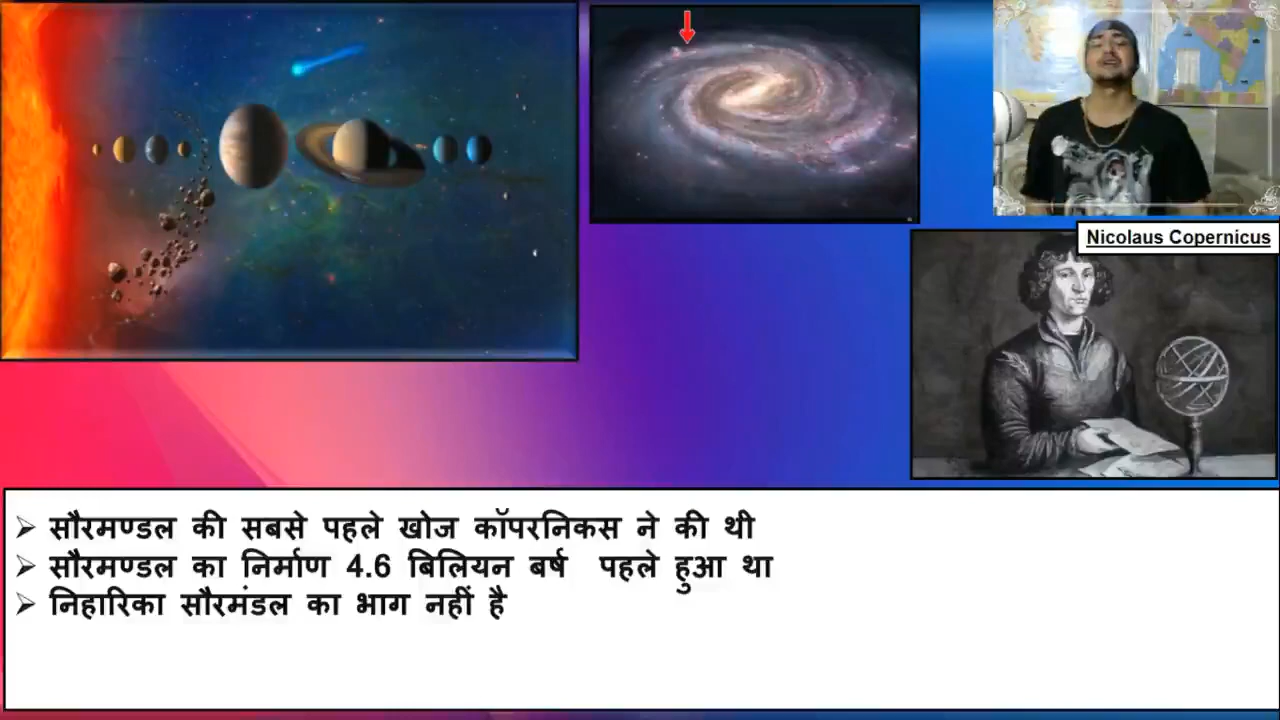 Nicolaus Copernicus
➢ सौरमण्डल की सबसे पहले खोज कॉपरनिकस ने की थी
➢ सौरमण्डल का निर्माण 4.6 बिलियन बर्ष पहले हुआ था
➢ निहारिका सौरमंडल का भाग नहीं है